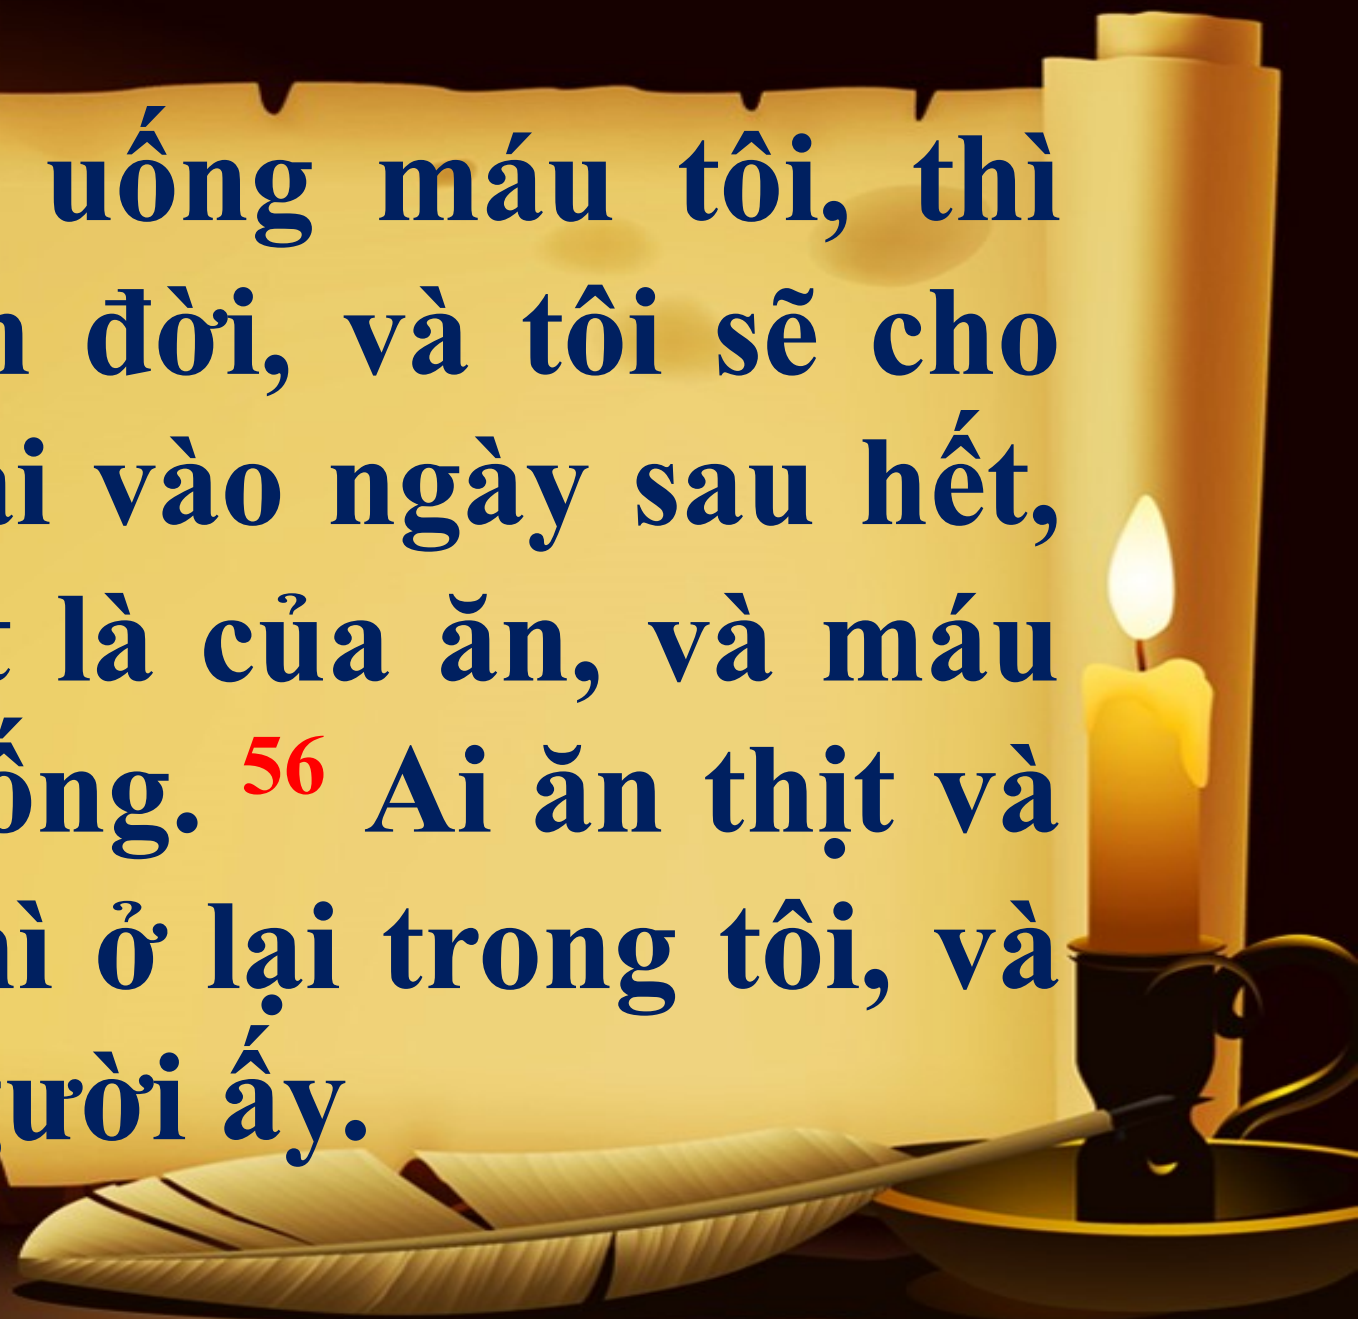 uống máu tôi, thì
đời, và tôi sẽ cho
vào ngày sau hết,
là của ăn, và máu
56 Ai ăn thịt và
ở lại trong tôi, và
ấy.